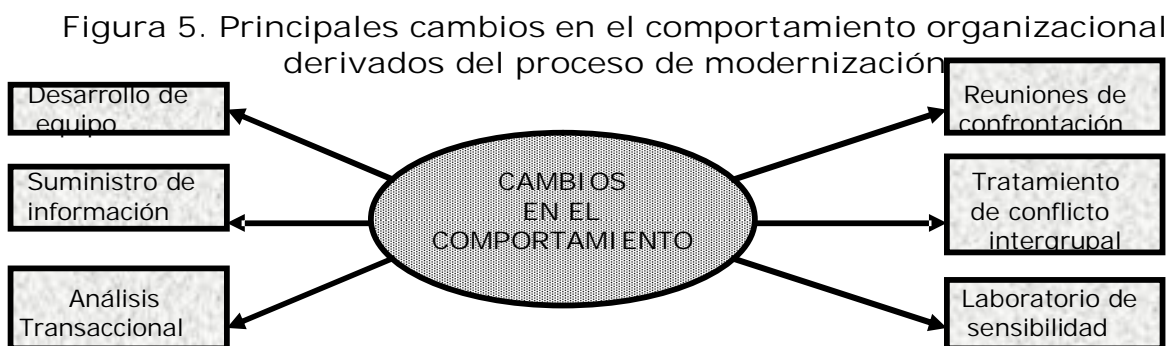 Figura 5. Principales cambios en el comportamiento organizacional
derivados del proceso de modernización
Desarrollo de
equipo
Suministro de
información
Análisis
Transaccional
CAMBIOS
EN EL
COMPORTAMIENTO
Reuniones de
confrontación
Tratamiento
de conflicto
intergrupal
Laboratorio de
sensibilidad